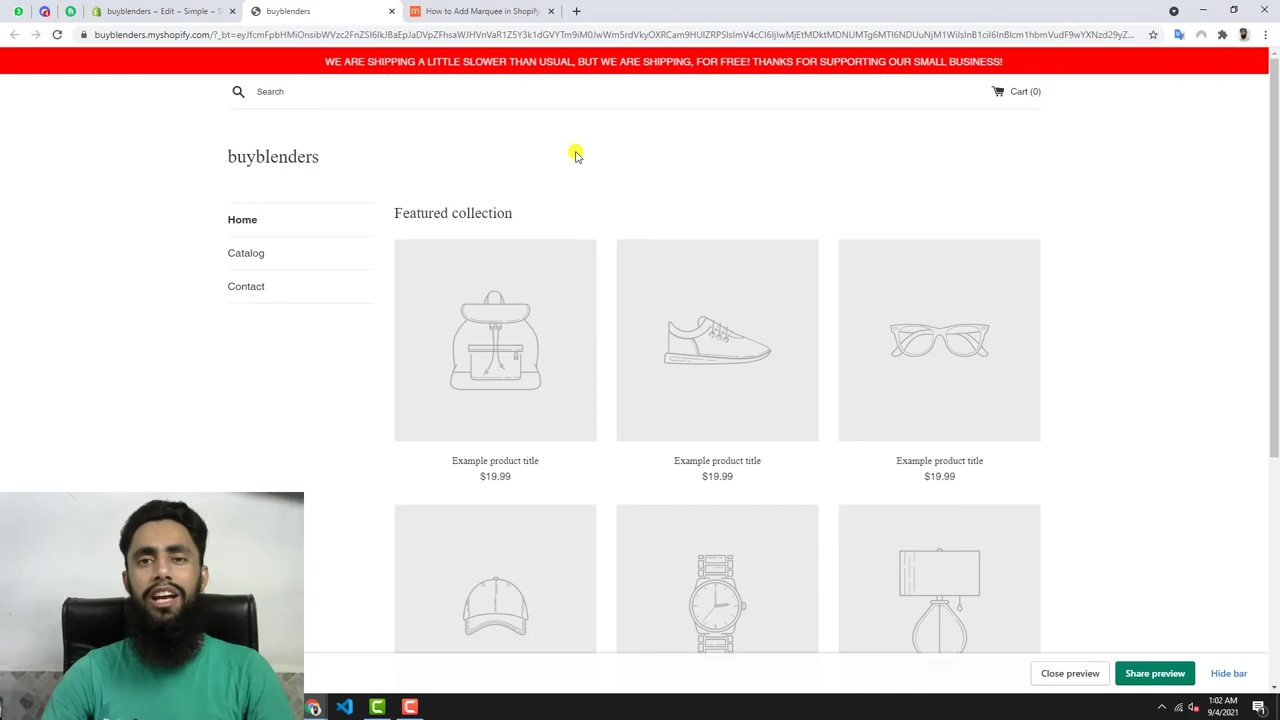 buyblenders ~ Edit ~ Simple ~ S
buyblenders
How to Add Marquee in Shopify
WE ARE SHIPPING A LITTLE SLOWER THAN USUAL, BUT WE ARE SHIPPING, FOR FREE! THANKS FOR SUPPORTING OUR SMALL BUSINESS!
Search
Cart (0)
buyblenders
Home
Catalog
Contact
Featured collection
Example product title
$19.99
Example product title
$19.99
Example product title
$19.99
Close preview
Share preview
Hide bar
1:02 AM
9/4/2021